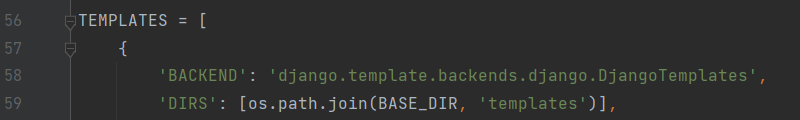 56 TEMPLATES = [
57 {
58 'BACKEND': 'django.template.backends.django.DjangoTemplates',
59 'DIRS': [os.path.join(BASE_DIR, 'templates')],